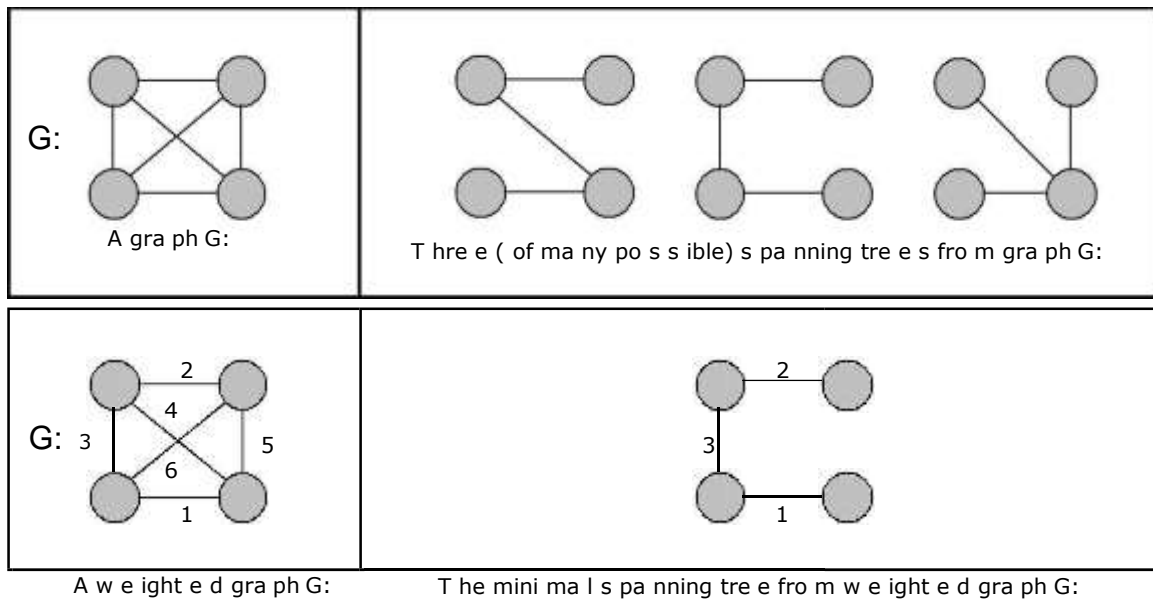 G:
A gra ph G:
T hre e ( of ma ny po s s ible) s pa nning tre e s fro m gra ph G:
2
4
G: 3
5
6
1
2
3
1
A w e ight e d gra ph G:
T he mini ma l s pa nning tre e fro m w e ight e d gra ph G: